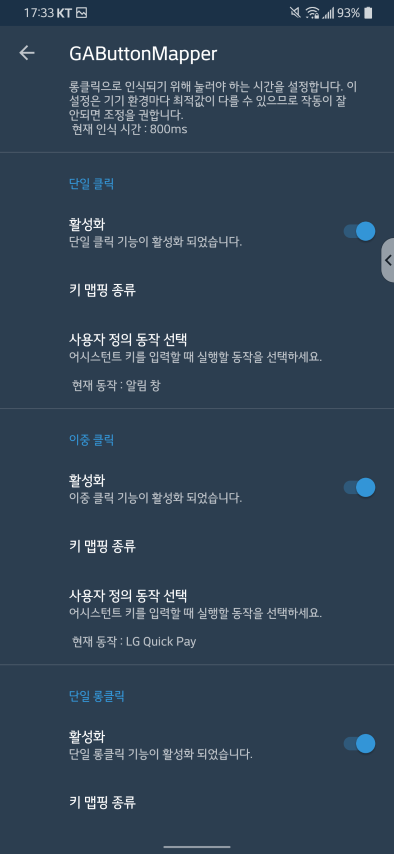 17:33 KT 93%
GAButtonMapper
롱클릭으로 인식되기 위해 눌러야 하는 시간을 설정합니다. 이
설정은 기기 환경마다 최적값이 다를 수 있으므로 작동이 잘
안되면 조정을 권합니다.
현재 인식 시간 : 800ms
단일 클릭
활성화
단일 클릭 기능이 활성화 되었습니다.
키 맵핑 종류
사용자 정의 동작 선택
어시스턴트 키를 입력할 때 실행할 동작을 선택하세요.
현재 동작 : 알림 창
이중 클릭
활성화
이중 클릭 기능이 활성화 되었습니다.
키 맵핑 종류
사용자 정의 동작 선택
어시스턴트 키를 입력할 때 실행할 동작을 선택하세요.
현재 동작 : LG Quick Pay
단일 롱클릭
활성화
단일 롱클릭 기능이 활성화 되었습니다.
키 맵핑 종류